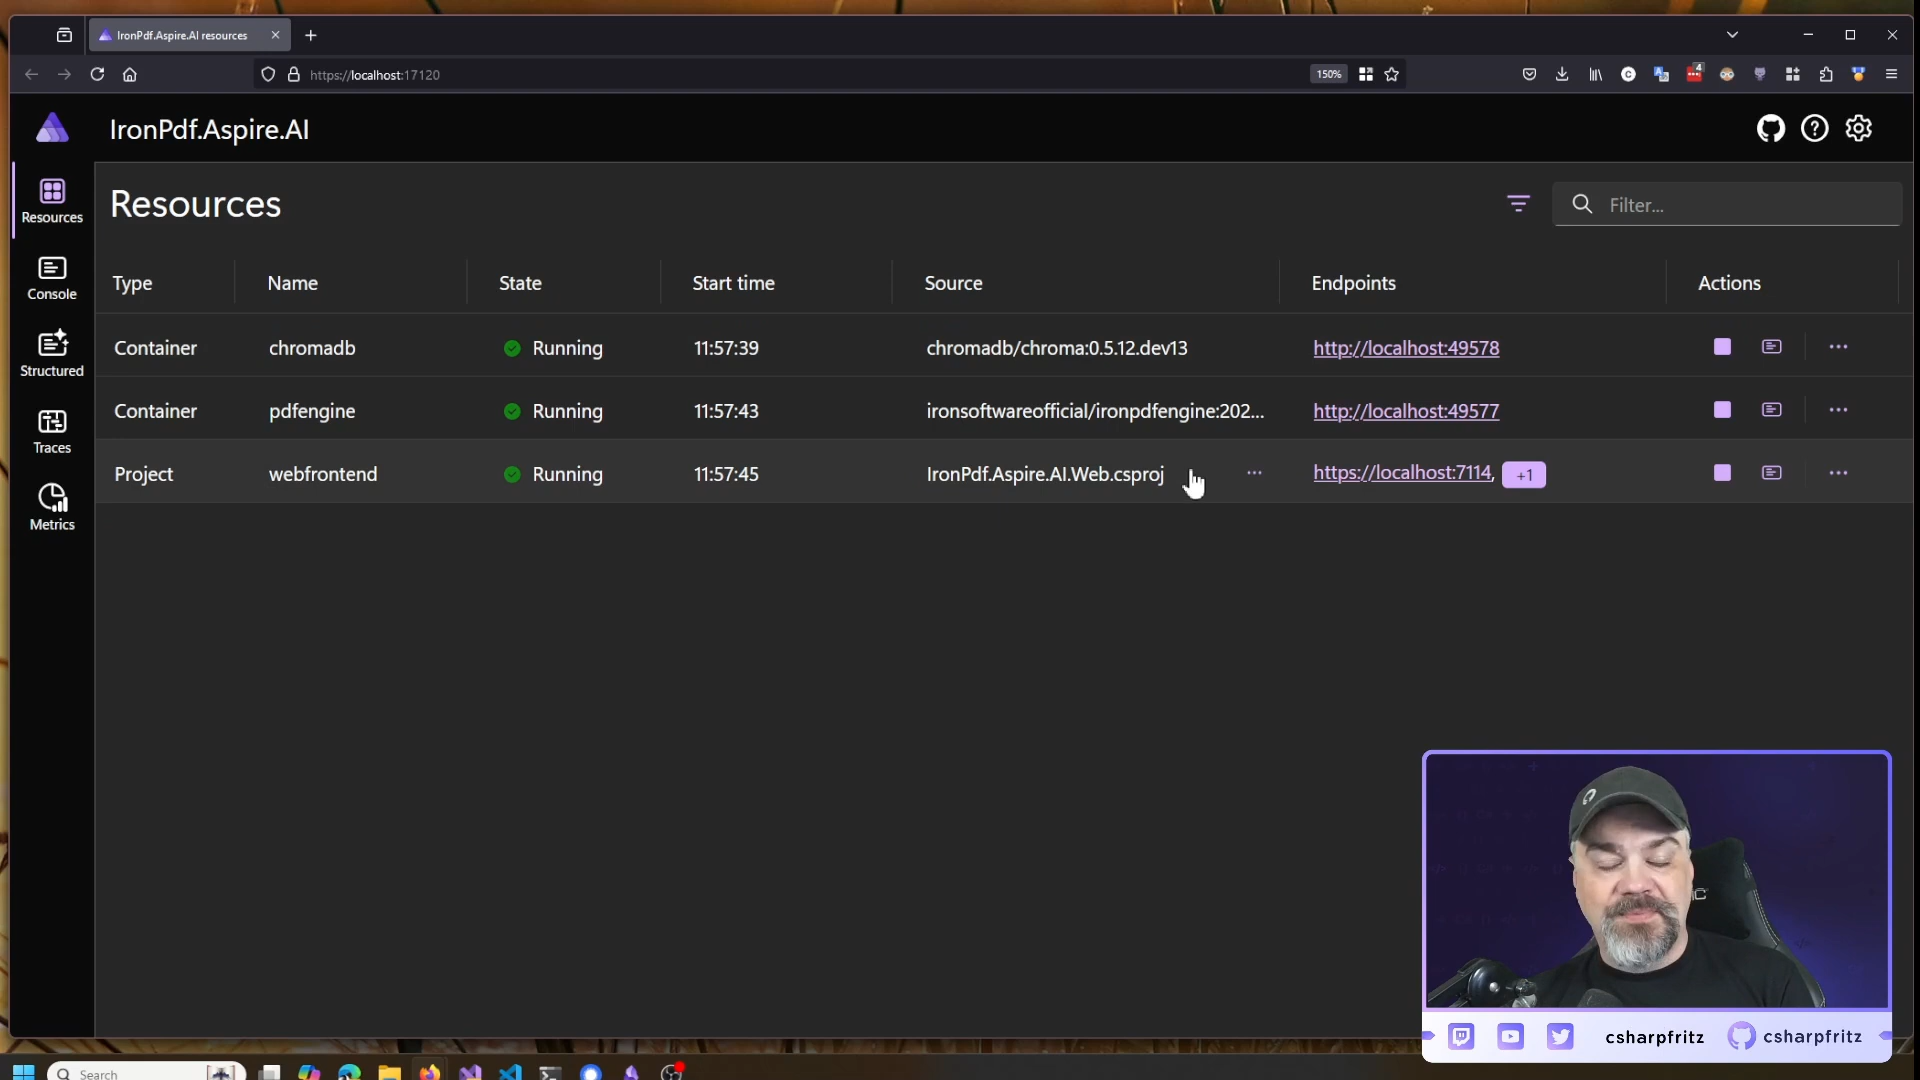 IronPdf.Aspire.AI resources
https://localhost:17120
150%
4
IronPdf.Aspire.AI
Resources
Filter...
Resources
Console
Structured
Traces
Metrics
Type Name State Start time Source Endpoints Actions
Container chromadb Running 11:57:39 chromadb/chroma:0.5.12.dev13 http://localhost:49578
Container pdfengine Running 11:57:43 ironsoftwareofficial/ironpdfengine:202... http://localhost:49577
Project webfrontend Running 11:57:45 IronPdf.Aspire.AI.Web.csproj https://localhost:7114, +1
csharpfritz csharpfritz
Search